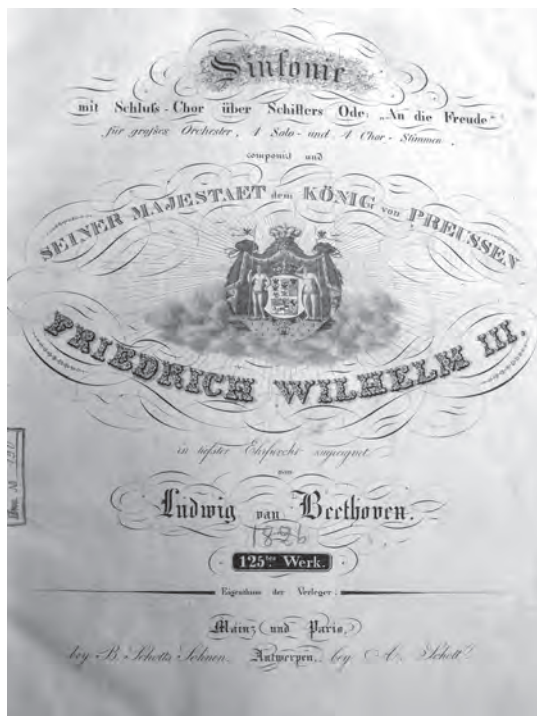 Sinfonie
mit Schluſs-Chor über Schillers Ode: „An die Freude“
für großes Orchester, 4 Solo- und 4 Chor-Stimmen,
componirt und
SEINER MAJESTAET dem KÖNIG von PREUSSEN
FRIEDRICH WILHELM III.
in tiefster Ehrfurcht zugeeignet
von
Ludwig van Beethoven.
1826
125tes Werk.
Eigenthum der Verleger.
Mainz und Paris,
bey B. Schotts Söhnen. Antwerpen, bey A. Schott.